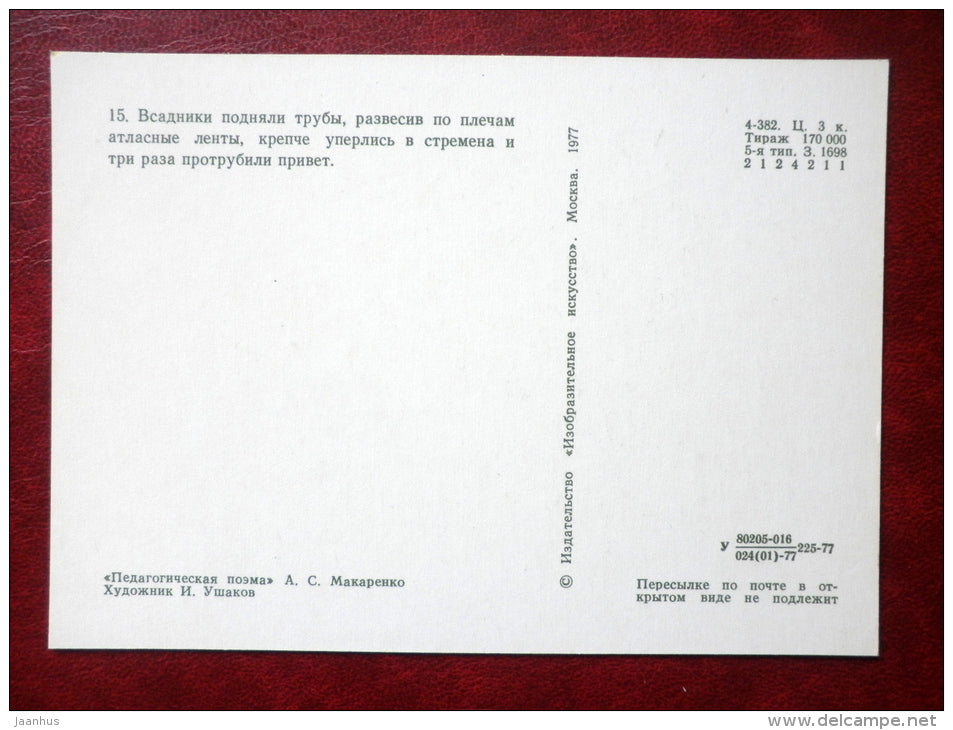 15. Всадники подняли трубы, развесив по плечам
атласные ленты, крепче уперлись в стремена и
три раза протрубили привет.
«Педагогическая поэма» А. С. Макаренко
Художник И. Ушаков
© Издательство «Изобразительное искусство». Москва. 1977
4-382. Ц. 3 к.
Тираж 170 000
5-я тип. З. 1698
2 1 2 4 2 1 1
У 80205-016
024(01)-77 225-77
Пересылке по почте в от-
крытом виде не подлежит
jaanhus
www.delcampe.net